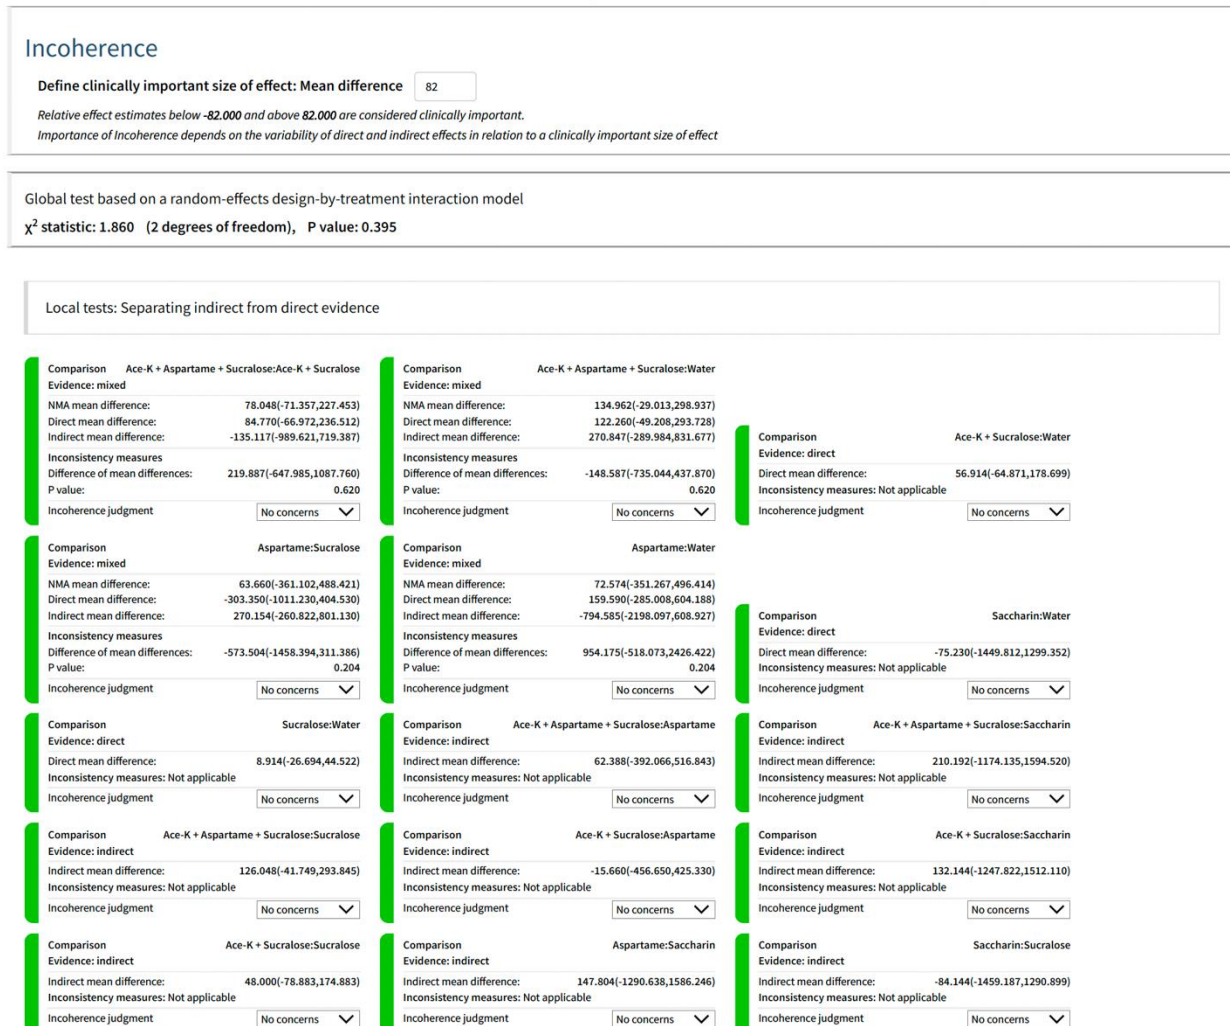 Incoherence
Define clinically important size of effect: Mean difference 82
Relative effect estimates below -82.000 and above 82.000 are considered clinically important.
Importance of Incoherence depends on the variability of direct and indirect effects in relation to a clinically important size of effect
Global test based on a random-effects design-by-treatment interaction model
χ² statistic: 1.860 (2 degrees of freedom), P value: 0.395
Local tests: Separating indirect from direct evidence
Comparison Ace-K + Aspartame + Sucralose:Ace-K + Sucralose
Evidence: mixed
NMA mean difference: 78.048(-71.357,227.453)
Direct mean difference: 84.770(-66.972,236.512)
Indirect mean difference: -135.117(-989.621,719.387)
Inconsistency measures
Difference of mean differences: 219.887(-647.985,1087.760)
P value: 0.620
Incoherence judgment No concerns
Comparison Ace-K + Aspartame + Sucralose:Water
Evidence: mixed
NMA mean difference: 134.962(-29.013,298.937)
Direct mean difference: 122.260(-49.208,293.728)
Indirect mean difference: 270.847(-289.984,831.677)
Inconsistency measures
Difference of mean differences: -148.587(-735.044,437.870)
P value: 0.620
Incoherence judgment No concerns
Comparison Ace-K + Sucralose:Water
Evidence: direct
Direct mean difference: 56.914(-64.871,178.699)
Inconsistency measures: Not applicable
Incoherence judgment No concerns
Comparison Aspartame:Sucralose
Evidence: mixed
NMA mean difference: 63.660(-361.102,488.421)
Direct mean difference: -303.350(-1011.230,404.530)
Indirect mean difference: 270.154(-260.822,801.130)
Inconsistency measures
Difference of mean differences: -573.504(-1458.394,311.386)
P value: 0.204
Incoherence judgment No concerns
Comparison Aspartame:Water
Evidence: mixed
NMA mean difference: 72.574(-351.267,496.414)
Direct mean difference: 159.590(-285.008,604.188)
Indirect mean difference: -794.585(-2198.097,608.927)
Inconsistency measures
Difference of mean differences: 954.175(-518.073,2426.422)
P value: 0.204
Incoherence judgment No concerns
Comparison Saccharin:Water
Evidence: direct
Direct mean difference: -75.230(-1449.812,1299.352)
Inconsistency measures: Not applicable
Incoherence judgment No concerns
Comparison Sucralose:Water
Evidence: direct
Direct mean difference: 8.914(-26.694,44.522)
Inconsistency measures: Not applicable
Incoherence judgment No concerns
Comparison Ace-K + Aspartame + Sucralose:Aspartame
Evidence: indirect
Indirect mean difference: 62.388(-392.066,516.843)
Inconsistency measures: Not applicable
Incoherence judgment No concerns
Comparison Ace-K + Aspartame + Sucralose:Saccharin
Evidence: indirect
Indirect mean difference: 210.192(-1174.135,1594.520)
Inconsistency measures: Not applicable
Incoherence judgment No concerns
Comparison Ace-K + Aspartame + Sucralose:Sucralose
Evidence: indirect
Indirect mean difference: 126.048(-41.749,293.845)
Inconsistency measures: Not applicable
Incoherence judgment No concerns
Comparison Ace-K + Sucralose:Aspartame
Evidence: indirect
Indirect mean difference: -15.660(-456.650,425.330)
Inconsistency measures: Not applicable
Incoherence judgment No concerns
Comparison Ace-K + Sucralose:Saccharin
Evidence: indirect
Indirect mean difference: 132.144(-1247.822,1512.110)
Inconsistency measures: Not applicable
Incoherence judgment No concerns
Comparison Ace-K + Sucralose:Sucralose
Evidence: indirect
Indirect mean difference: 48.000(-78.883,174.883)
Inconsistency measures: Not applicable
Incoherence judgment No concerns
Comparison Aspartame:Saccharin
Evidence: indirect
Indirect mean difference: 147.804(-1290.638,1586.246)
Inconsistency measures: Not applicable
Incoherence judgment No concerns
Comparison Saccharin:Sucralose
Evidence: indirect
Indirect mean difference: -84.144(-1459.187,1290.899)
Inconsistency measures: Not applicable
Incoherence judgment No concerns